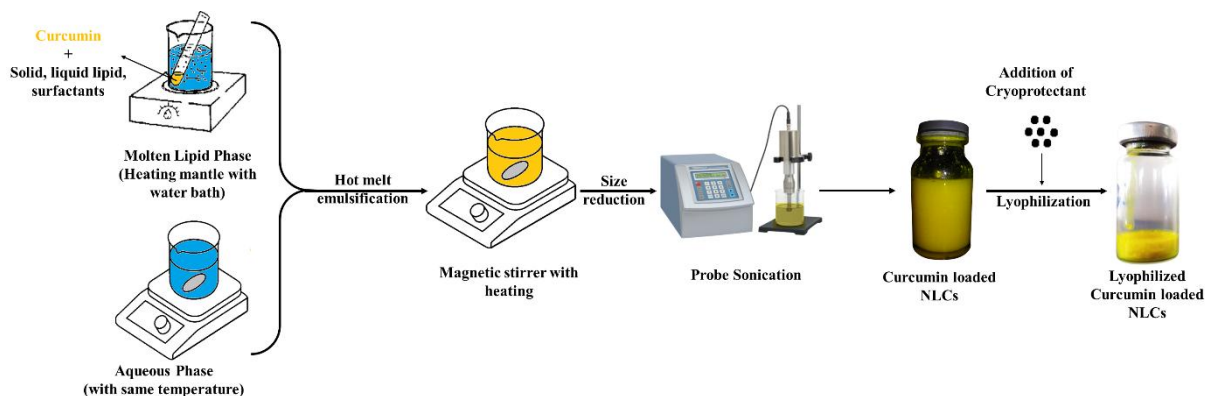 Curcumin
+
Solid, liquid lipid,
surfactants
Molten Lipid Phase
(Heating mantle with
water bath)
Aqueous Phase
(with same temperature)
Hot melt
emulsification
Magnetic stirrer with
heating
Size
reduction
Probe Sonication
Curcumin loaded
NLCs
Addition of
Cryoprotectant
Lyophilization
Lyophilized
Curcumin loaded
NLCs